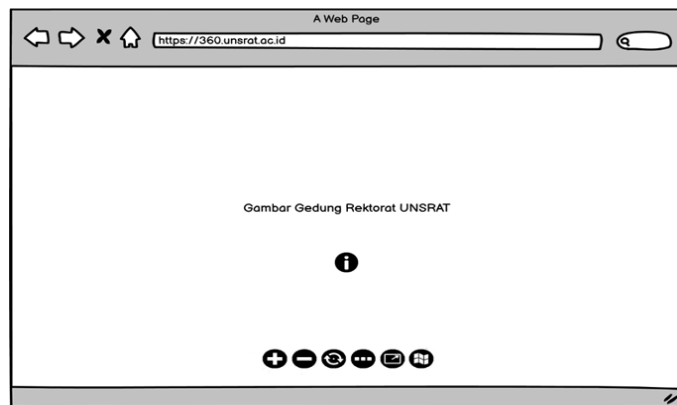 A Web Page
https://360.unsrat.ac.id
Gambar Gedung Rektorat UNSRAT